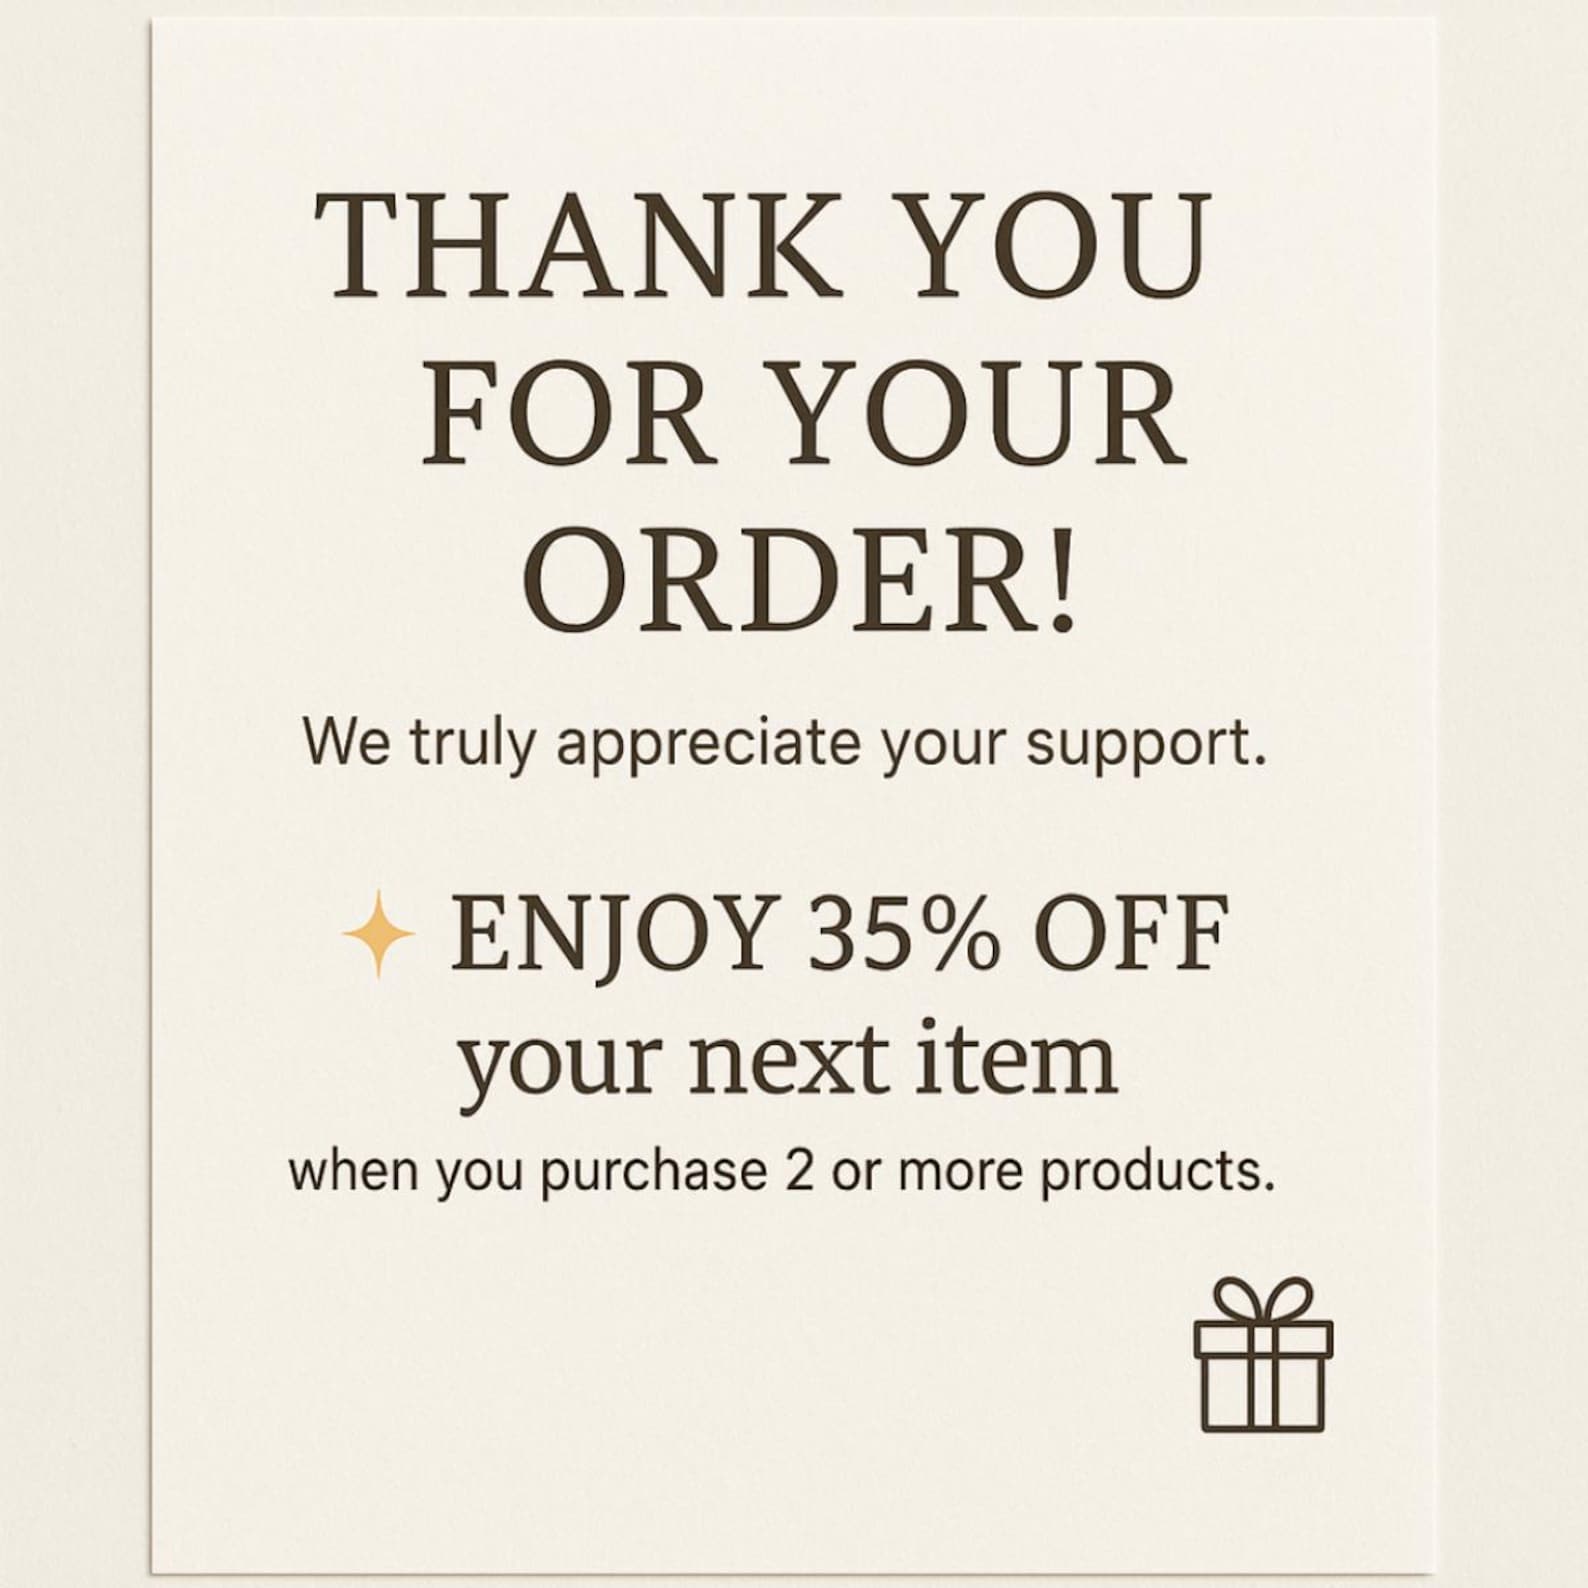 THANK YOU
FOR YOUR
ORDER!
We truly appreciate your support.
ENJOY 35% OFF
your next item
when you purchase 2 or more products.